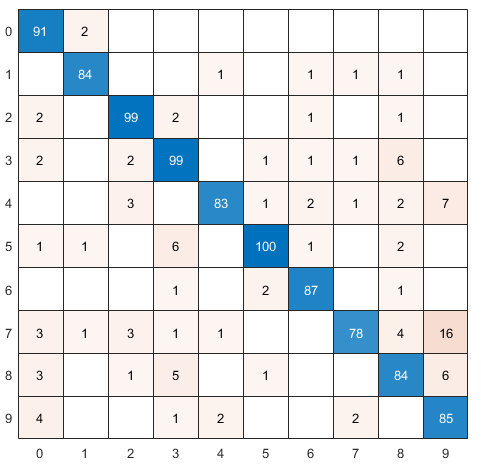 0 91 2
1 84 1 1 1 1
2 2 99 2 1 1
3 2 2 99 1 1 1 6
4 3 83 1 2 1 2 7
5 1 1 6 100 1 2
6 1 2 87 1
7 3 1 3 1 1 78 4 16
8 3 1 5 1 84 6
9 4 1 2 2 85
0 1 2 3 4 5 6 7 8 9